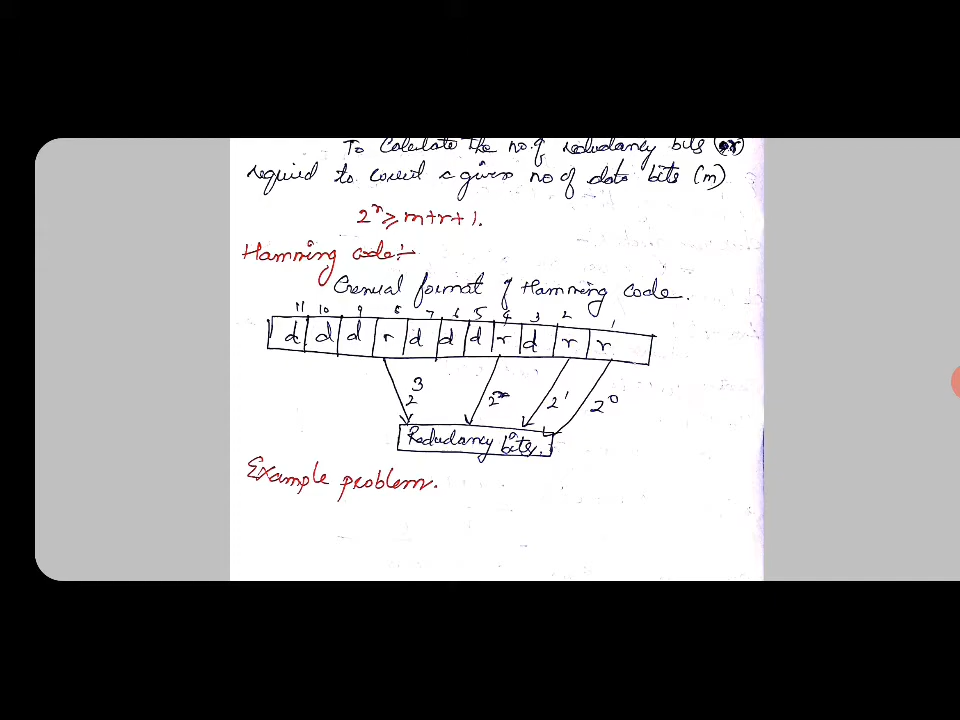 To Calculate the no. of redudancy bits (r)
required to correct a given no of data bits (m)
2^r ≥ m+r+1.
Hamming code:-
General format of Hamming code.
11 10 9 8 7 6 5 4 3 2 1
d d d r d d d r d r r
2^3 2^2 2^1 2^0
Redudancy bits.
Example problem.